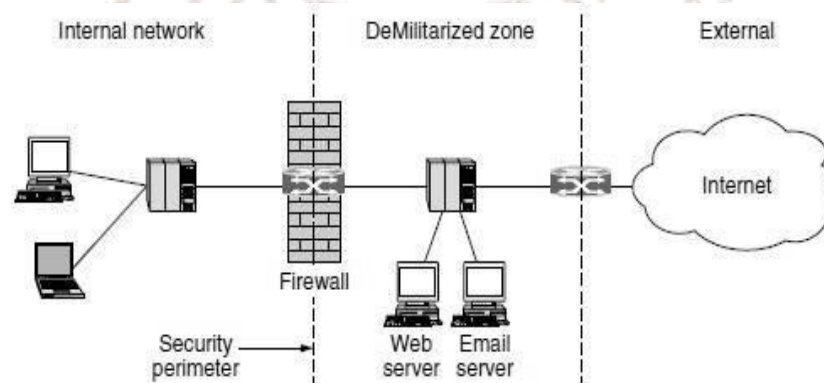 Internal network
DeMilitarized zone
External
Internet
Firewall
Security
perimeter
Web
server
Email
server